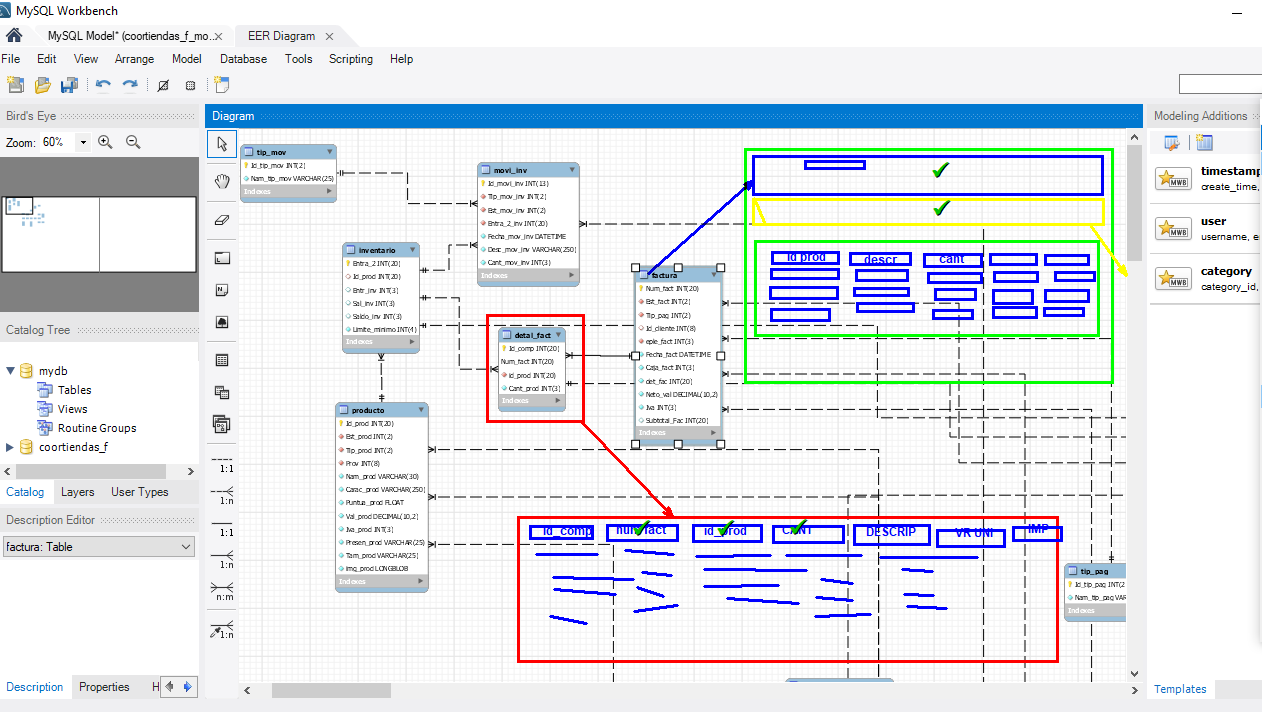 MySQL Workbench
MySQL Model* (coortiendas_f_mo...
EER Diagram
File Edit View Arrange Model Database Tools Scripting Help
Bird's Eye
Zoom: 60%
Catalog Tree
mydb
Tables
Views
Routine Groups
coortiendas_f
Catalog Layers User Types
Description Editor
factura: Table
Description Properties H
Diagram
1:1
1:n
1:1
1:n
n:m
1:n
tip_mov
Id_tip_mov INT(2)
Nam_tip_mov VARCHAR(25)
Indexes
movi_inv
Id_movi_inv INT(13)
Tip_mov_inv INT(2)
Est_mov_inv INT(2)
Entra_2_inv INT(20)
Fecha_mov_inv DATETIME
Desc_mov_inv VARCHAR(250)
Cant_mov_inv INT(3)
Indexes
inventario
Entra_2 INT(20)
Id_prod INT(20)
Entr_inv INT(3)
Sal_inv INT(3)
Saldo_inv INT(3)
Limite_minimo INT(4)
Indexes
detal_fact
Id_comp INT(20)
Num_fact INT(20)
Id_prod INT(20)
Cant_prod INT(3)
Indexes
factura
Num_fact INT(20)
Est_fact INT(2)
Tip_pag INT(2)
Id_cliente INT(8)
eple_fact INT(3)
Fecha_fact DATETIME
Caja_fact INT(3)
det_fac INT(20)
Neto_val DECIMAL(10,2)
Iva INT(3)
Subtotal_Fac INT(20)
Indexes
producto
Id_prod INT(20)
Est_prod INT(2)
Tip_prod INT(2)
Prov INT(8)
Nam_prod VARCHAR(30)
Carac_prod VARCHAR(250)
Puntua_prod FLOAT
Val_prod DECIMAL(10,2)
Iva_prod INT(3)
Presen_prod VARCHAR(25)
Tam_prod VARCHAR(25)
img_prod LONGBLOB
Indexes
id prod descr cant
id_comp num fact id_prod CANT DESCRIP VR UNI IMP
tip_pag
Id_tip_pag INT(2)
Nam_tip_pag VAR
Indexes
Modeling Additions
MWB
timestamp
create_time,
MWB
user
username, e
MWB
category
category_id,
Templates